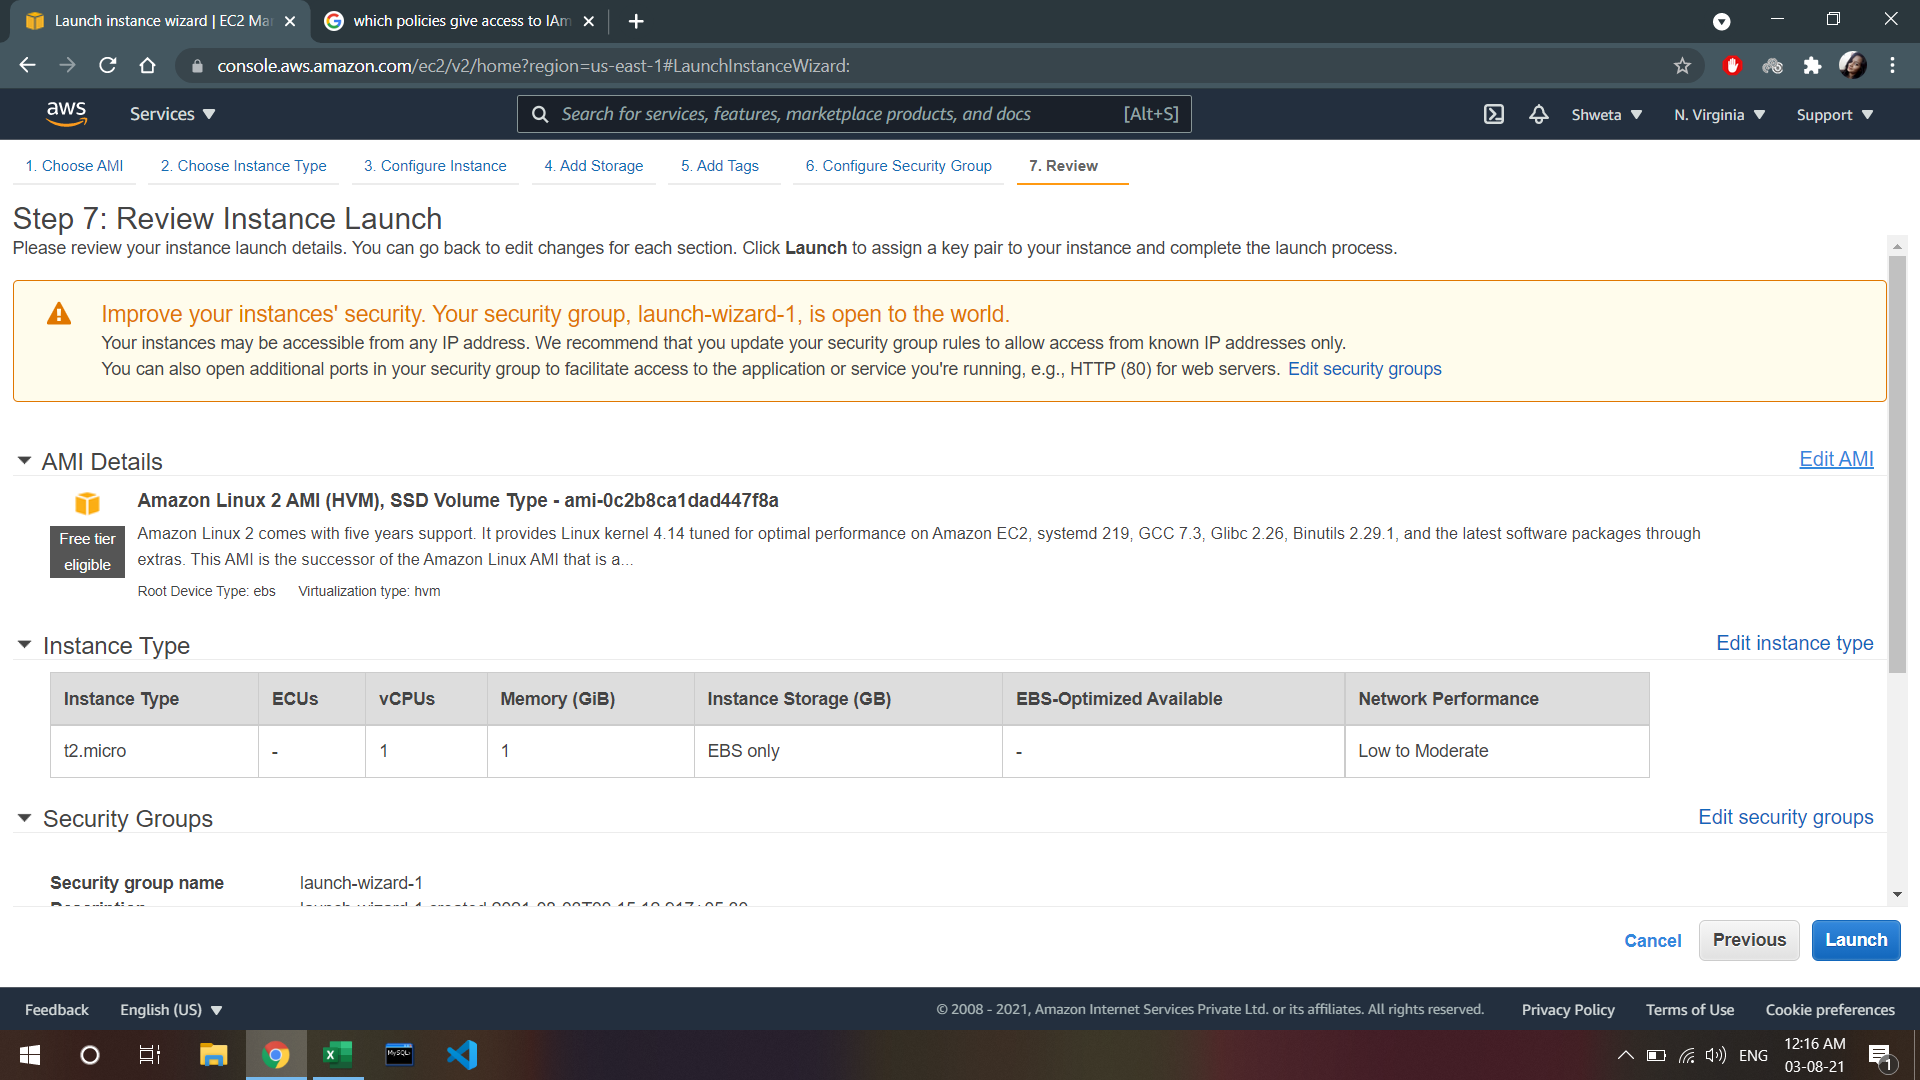 Launch instance wizard | EC2 Mar
which policies give access to IAm
console.aws.amazon.com/ec2/v2/home?region=us-east-1#LaunchInstanceWizard:
aws
Services
Search for services, features, marketplace products, and docs
[Alt+S]
Shweta
N. Virginia
Support
1. Choose AMI
2. Choose Instance Type
3. Configure Instance
4. Add Storage
5. Add Tags
6. Configure Security Group
7. Review
Step 7: Review Instance Launch
Please review your instance launch details. You can go back to edit changes for each section. Click Launch to assign a key pair to your instance and complete the launch process.
Improve your instances' security. Your security group, launch-wizard-1, is open to the world.
Your instances may be accessible from any IP address. We recommend that you update your security group rules to allow access from known IP addresses only.
You can also open additional ports in your security group to facilitate access to the application or service you're running, e.g., HTTP (80) for web servers. Edit security groups
AMI Details
Edit AMI
Amazon Linux 2 AMI (HVM), SSD Volume Type - ami-0c2b8ca1dad447f8a
Free tier
eligible
Amazon Linux 2 comes with five years support. It provides Linux kernel 4.14 tuned for optimal performance on Amazon EC2, systemd 219, GCC 7.3, Glibc 2.26, Binutils 2.29.1, and the latest software packages through
extras. This AMI is the successor of the Amazon Linux AMI that is a...
Root Device Type: ebs Virtualization type: hvm
Instance Type
Edit instance type
Instance Type ECUs vCPUs Memory (GiB) Instance Storage (GB) EBS-Optimized Available Network Performance
t2.micro - 1 1 EBS only - Low to Moderate
Security Groups
Edit security groups
Security group name launch-wizard-1
Description launch-wizard-1 created
Cancel
Previous
Launch
Feedback
English (US)
© 2008 - 2021, Amazon Internet Services Private Ltd. or its affiliates. All rights reserved.
Privacy Policy
Terms of Use
Cookie preferences
MySQL
ENG
12:16 AM
03-08-21
1